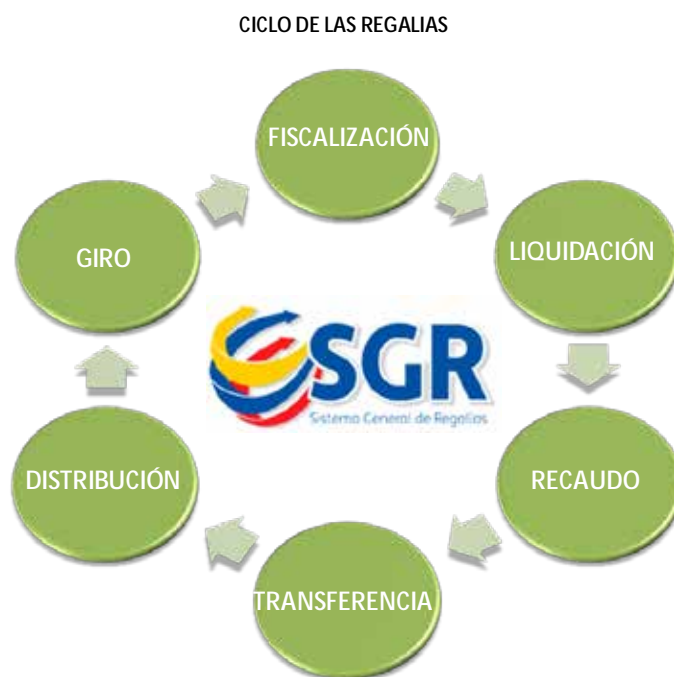 CICLO DE LAS REGALIAS
FISCALIZACIÓN
LIQUIDACIÓN
RECAUDO
TRANSFERENCIA
DISTRIBUCIÓN
GIRO
SGR
Sistema General de Regalías